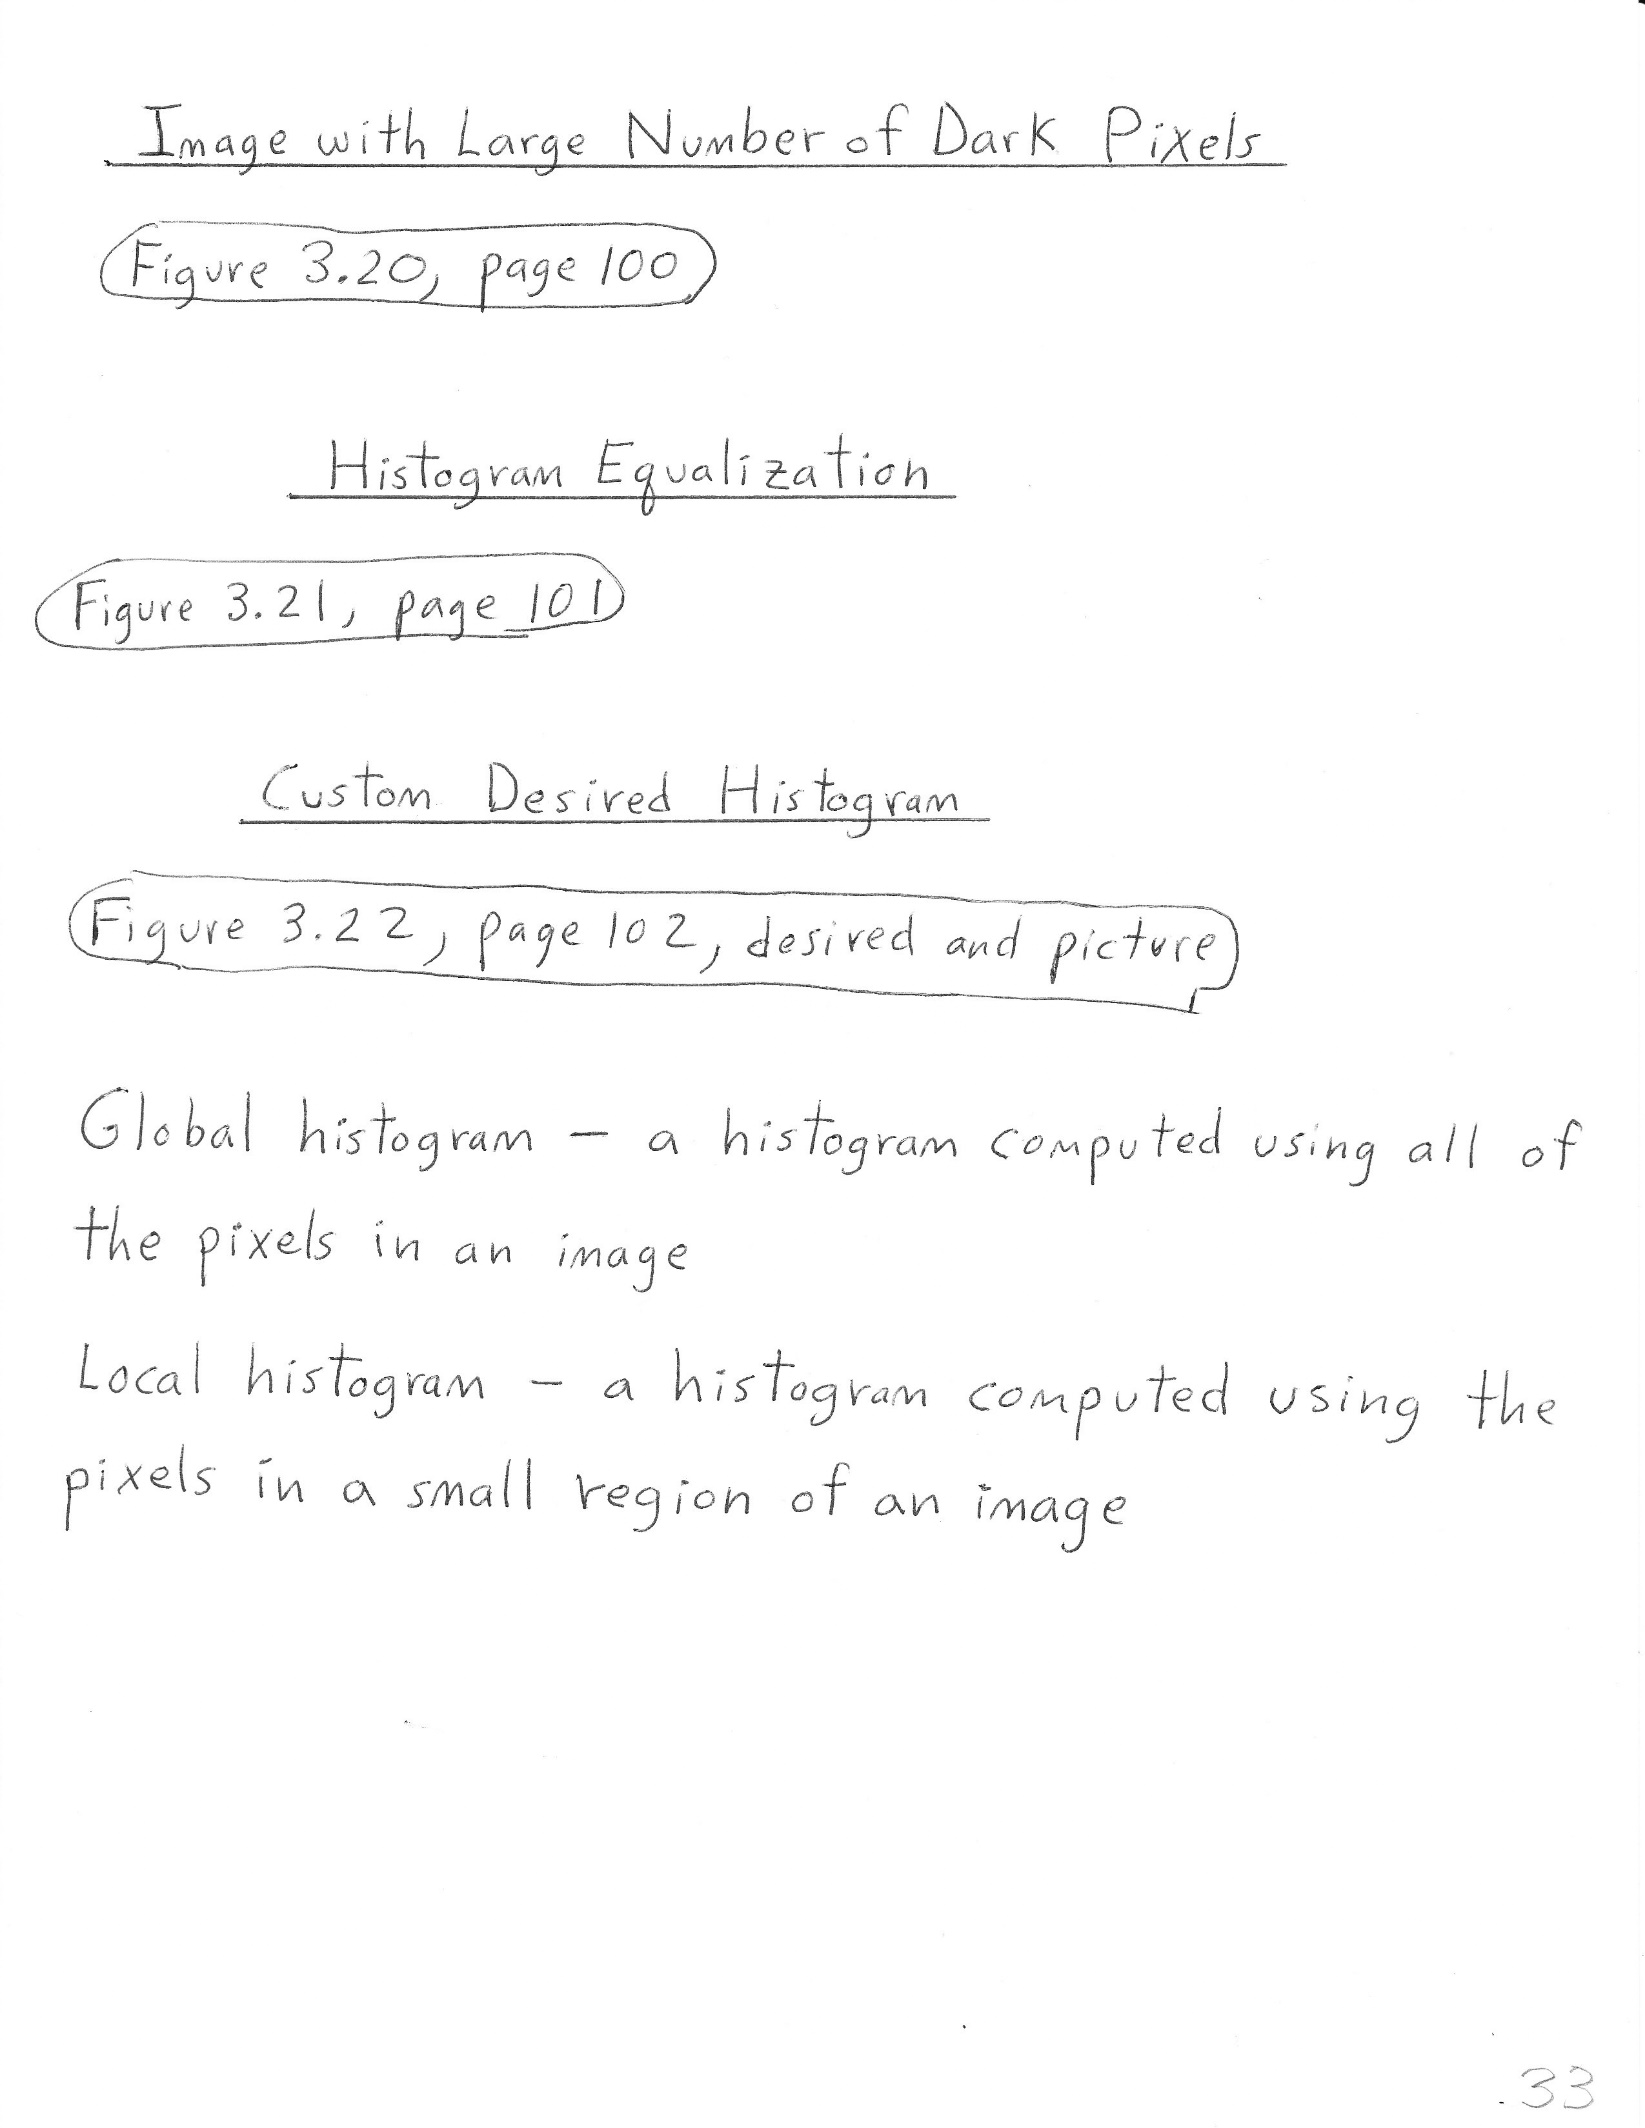 Image with Large Number of Dark Pixels
Figure 3.20, page 100
Histogram Equalization
Figure 3.21, page 101
Custom Desired Histogram
Figure 3.22, page 102, desired and picture
Global histogram – a histogram computed using all of
the pixels in an image
Local histogram – a histogram computed using the
pixels in a small region of an image
33